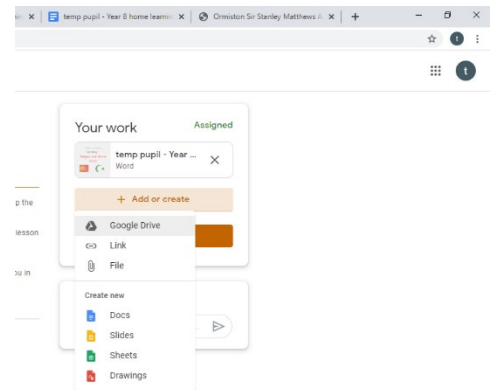 temp pupil - Year 8 home learnin
Ormiston Sir Stanley Matthews A
t
t
Your work
Assigned
temp pupil - Year ...
Word
+ Add or create
p the
lesson
ou in
Google Drive
Link
File
Create new
Docs
Slides
Sheets
Drawings